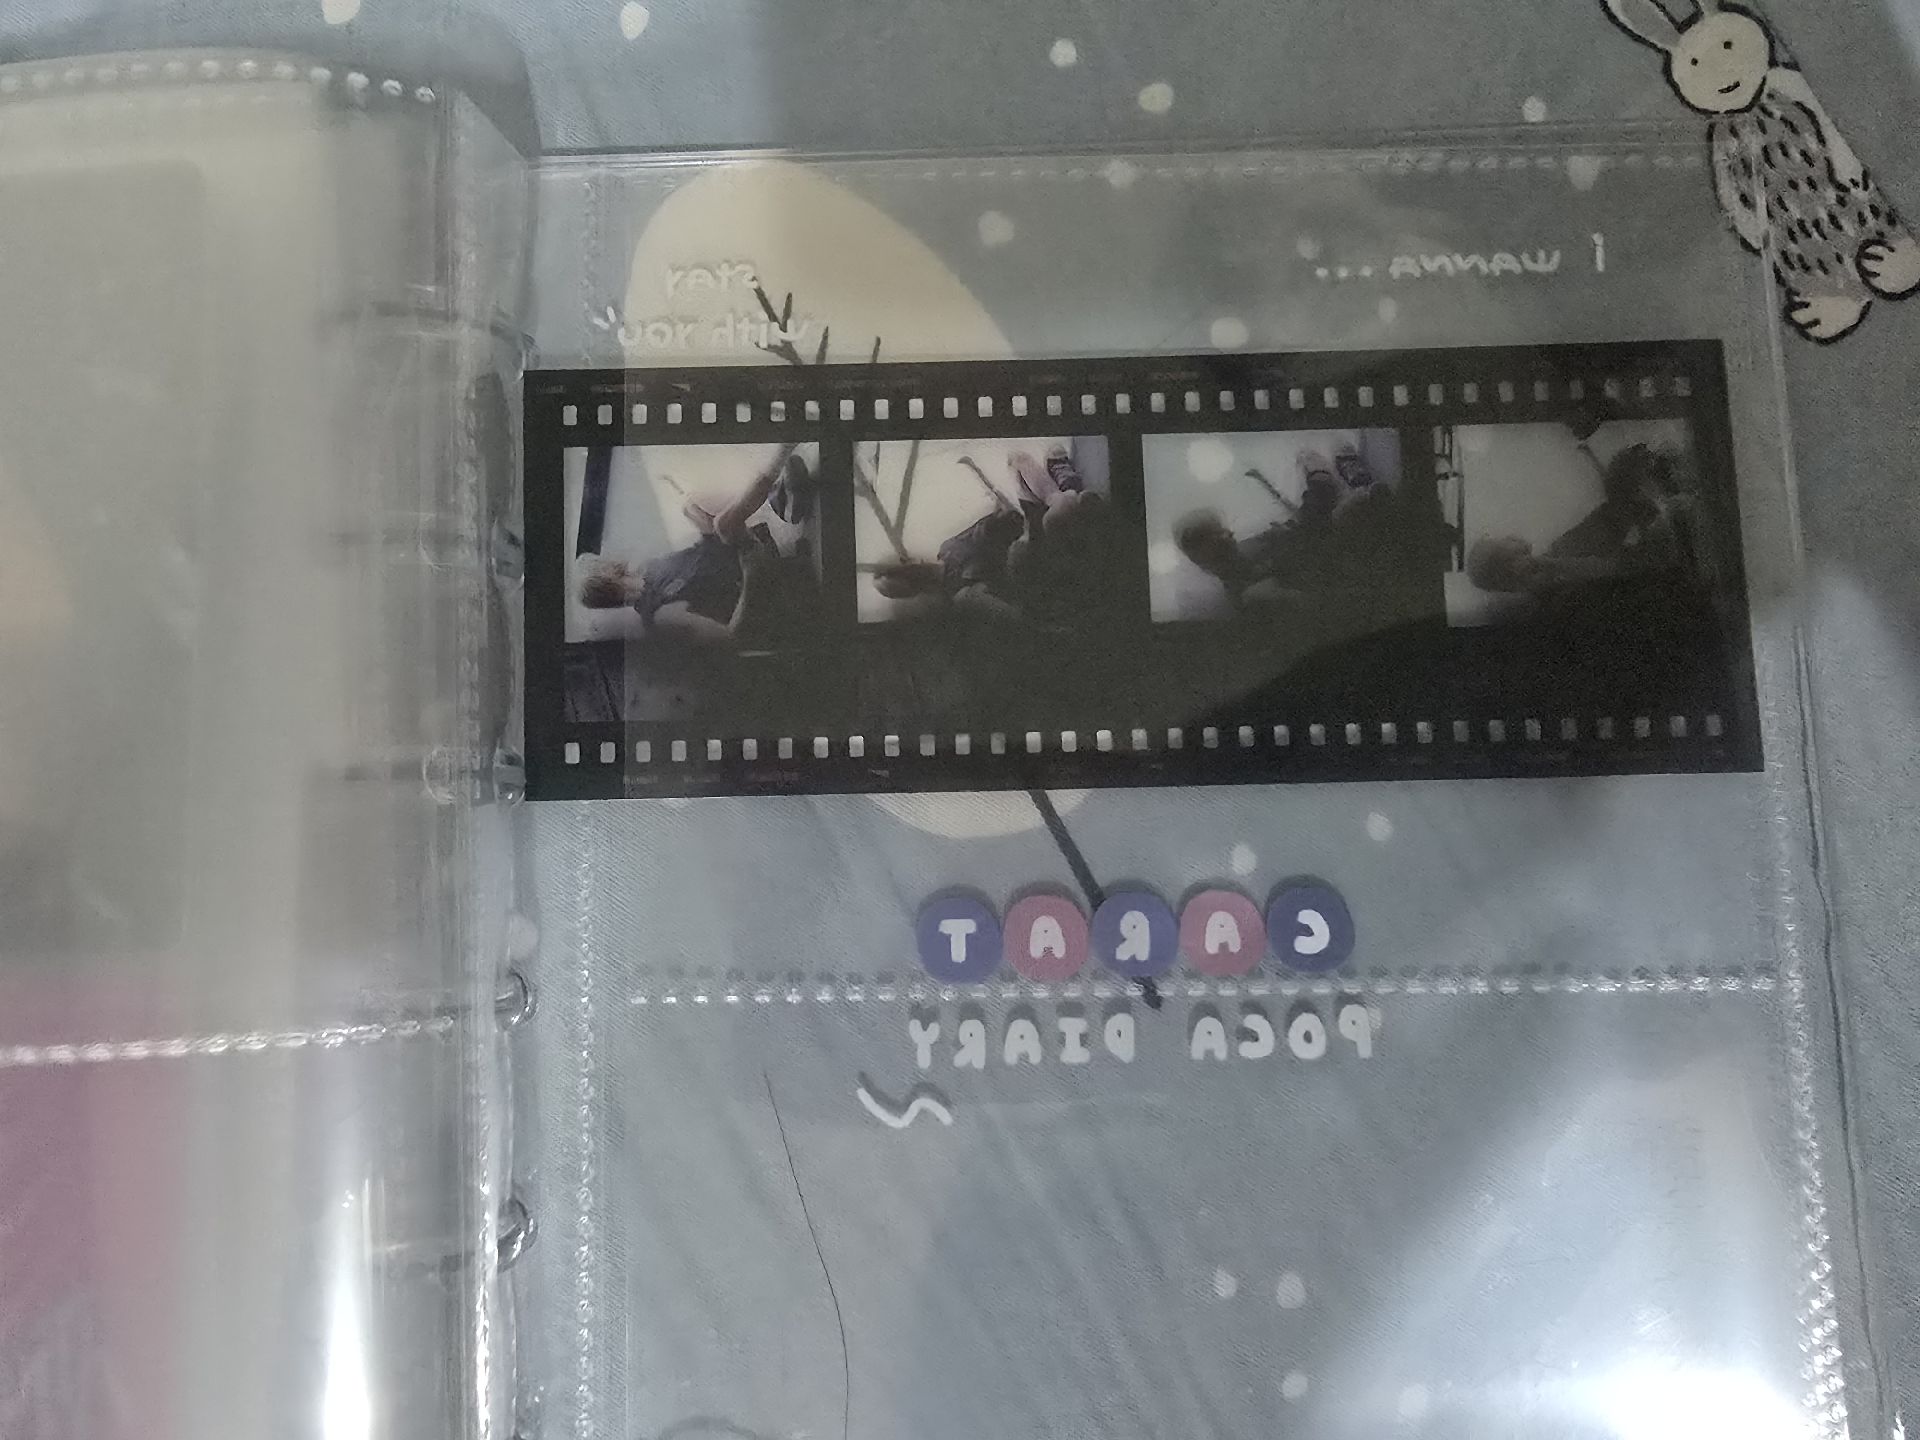 I WANNA ...
Stay
with you"
CARAT
POCA DIARY